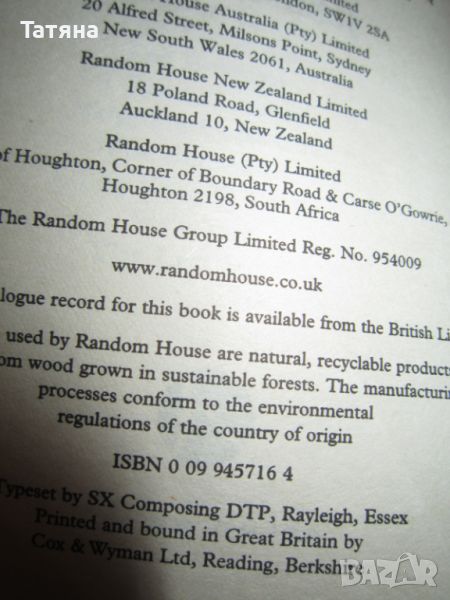 Limited
London, SW1V 2SA
House Australia (Pty) Limited
20 Alfred Street, Milsons Point, Sydney
New South Wales 2061, Australia
Татяна
Random House New Zealand Limited
18 Poland Road, Glenfield
Auckland 10, New Zealand
Random House (Pty) Limited
of Houghton, Corner of Boundary Road & Carse O'Gowrie,
Houghton 2198, South Africa
The Random House Group Limited Reg. No. 954009
www.randomhouse.co.uk
logue record for this book is available from the British Li
used by Random House are natural, recyclable products
om wood grown in sustainable forests. The manufacturin
processes conform to the environmental
regulations of the country of origin
ISBN 0 09 945716 4
Typeset by SX Composing DTP, Rayleigh, Essex
Printed and bound in Great Britain by
Cox & Wyman Ltd, Reading, Berkshire
BAZAR